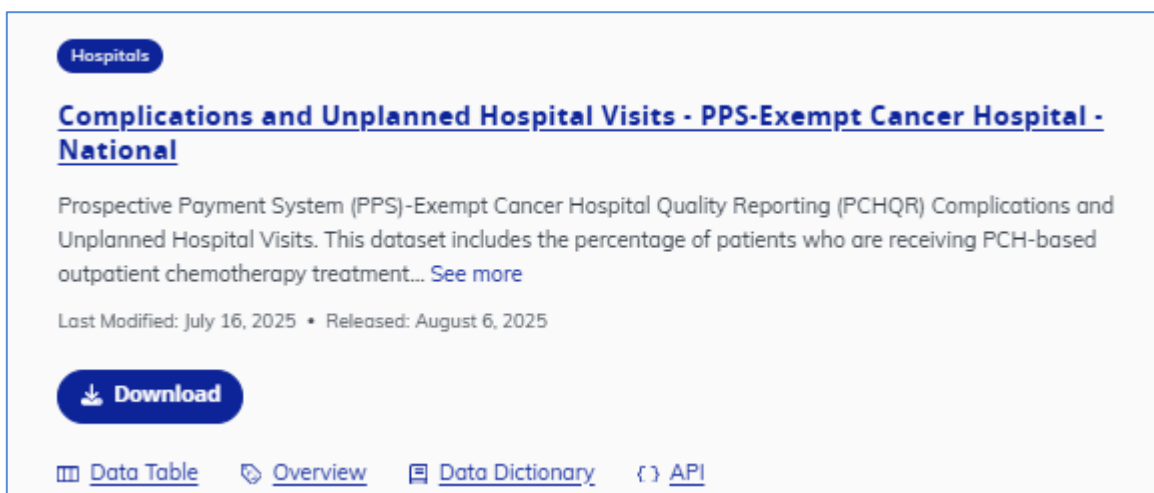 Hospitals
Complications and Unplanned Hospital Visits - PPS-Exempt Cancer Hospital -
National
Prospective Payment System (PPS)-Exempt Cancer Hospital Quality Reporting (PCHQR) Complications and
Unplanned Hospital Visits. This dataset includes the percentage of patients who are receiving PCH-based
outpatient chemotherapy treatment... See more
Last Modified: July 16, 2025 • Released: August 6, 2025
Download
Data Table Overview Data Dictionary API